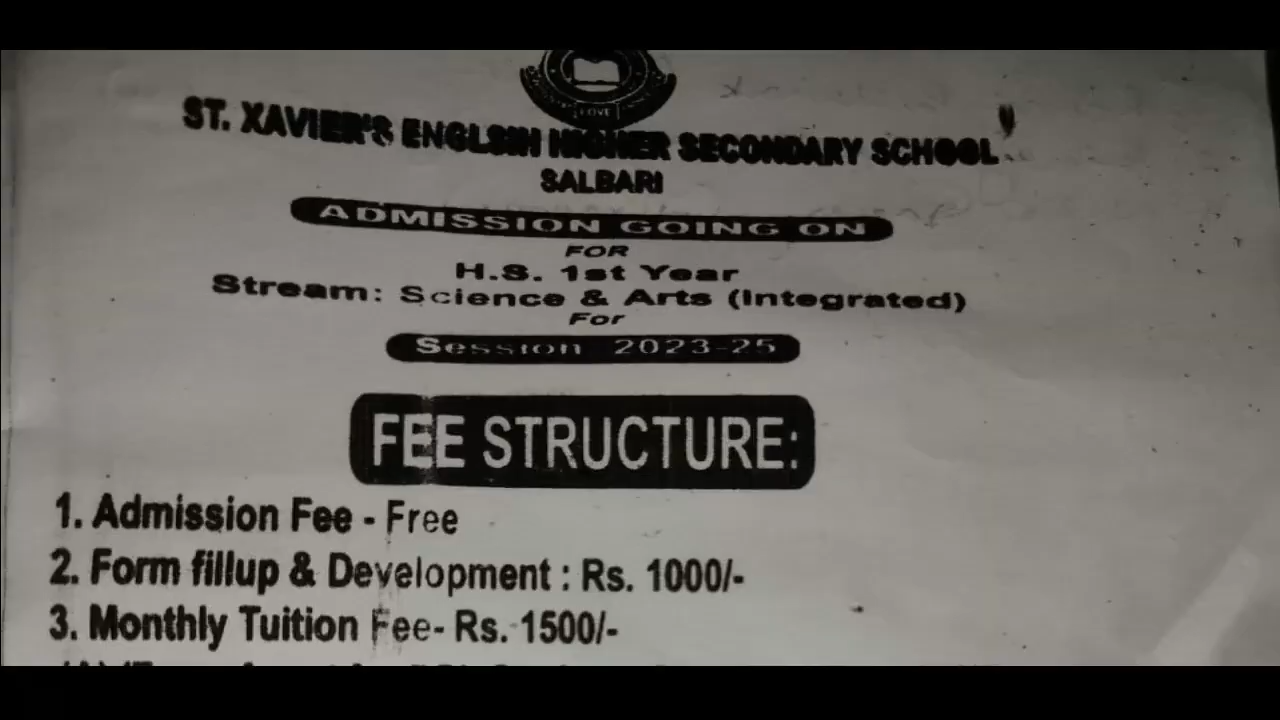 LOVE
ST. XAVIER'S ENGLSIH HIGHER SECONDARY SCHOOL
SALBARI
ADMISSION GOING ON
FOR
H.S. 1st Year
Stream: Science & Arts (Integrated)
For
Session 2023-25
FEE STRUCTURE:
1. Admission Fee - Free
2. Form fillup & Development : Rs. 1000/-
3. Monthly Tuition Fee- Rs. 1500/-